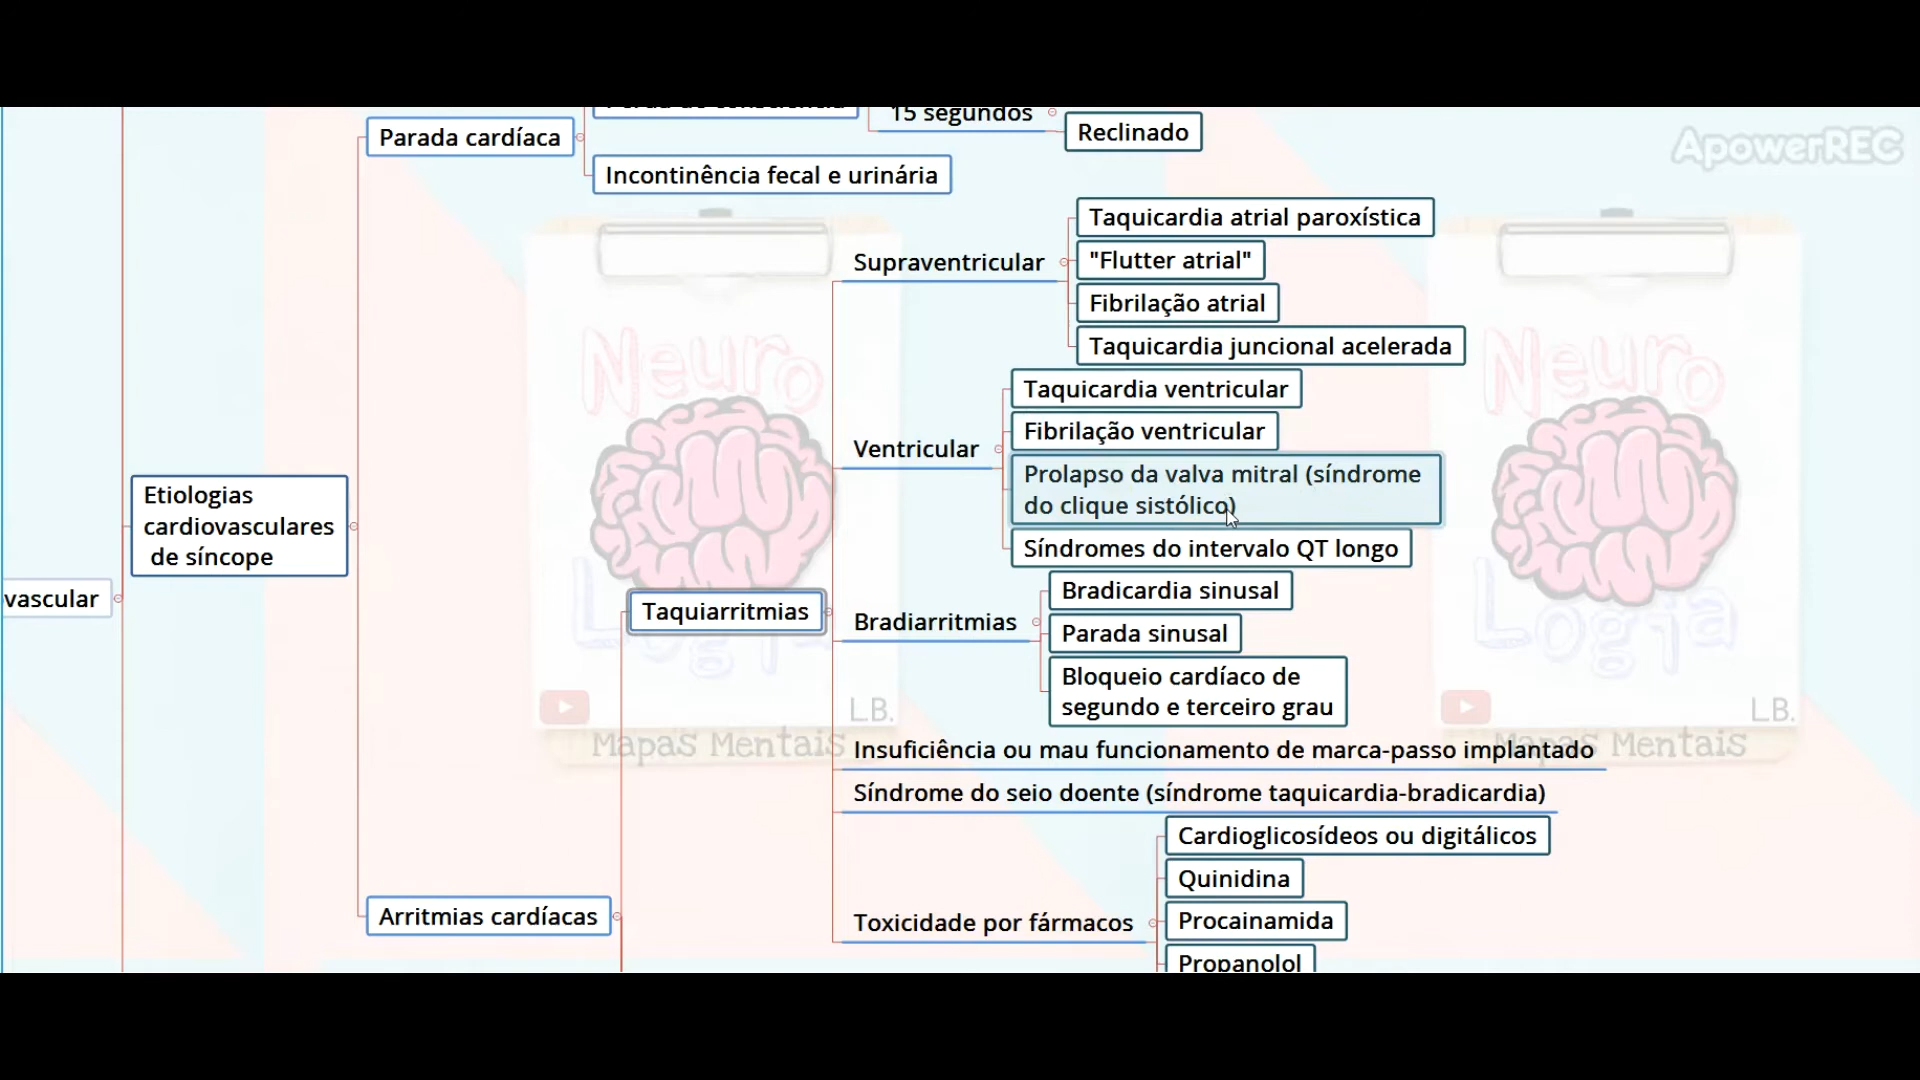 15 segundos
Reclinado
ApowerREC
Parada cardíaca
Incontinência fecal e urinária
Taquicardia atrial paroxística
Supraventricular
"Flutter atrial"
Fibrilação atrial
Taquicardia juncional acelerada
Taquicardia ventricular
Fibrilação ventricular
Ventricular
Prolapso da valva mitral (síndrome
do clique sistólico)
Síndromes do intervalo QT longo
Etiologias
cardiovasculares
de síncope
vascular
Taquiarritmias
Bradiarritmias
Bradicardia sinusal
Parada sinusal
Bloqueio cardíaco de
segundo e terceiro grau
Insuficiência ou mau funcionamento de marca-passo implantado
Síndrome do seio doente (síndrome taquicardia-bradicardia)
Arritmias cardíacas
Toxicidade por fármacos
Cardioglicosídeos ou digitálicos
Quinidina
Procainamida
Propanolol
Neuro
Logia
L.B.
Mapas Mentais
Neuro
Logia
L.B.
Mapas Mentais